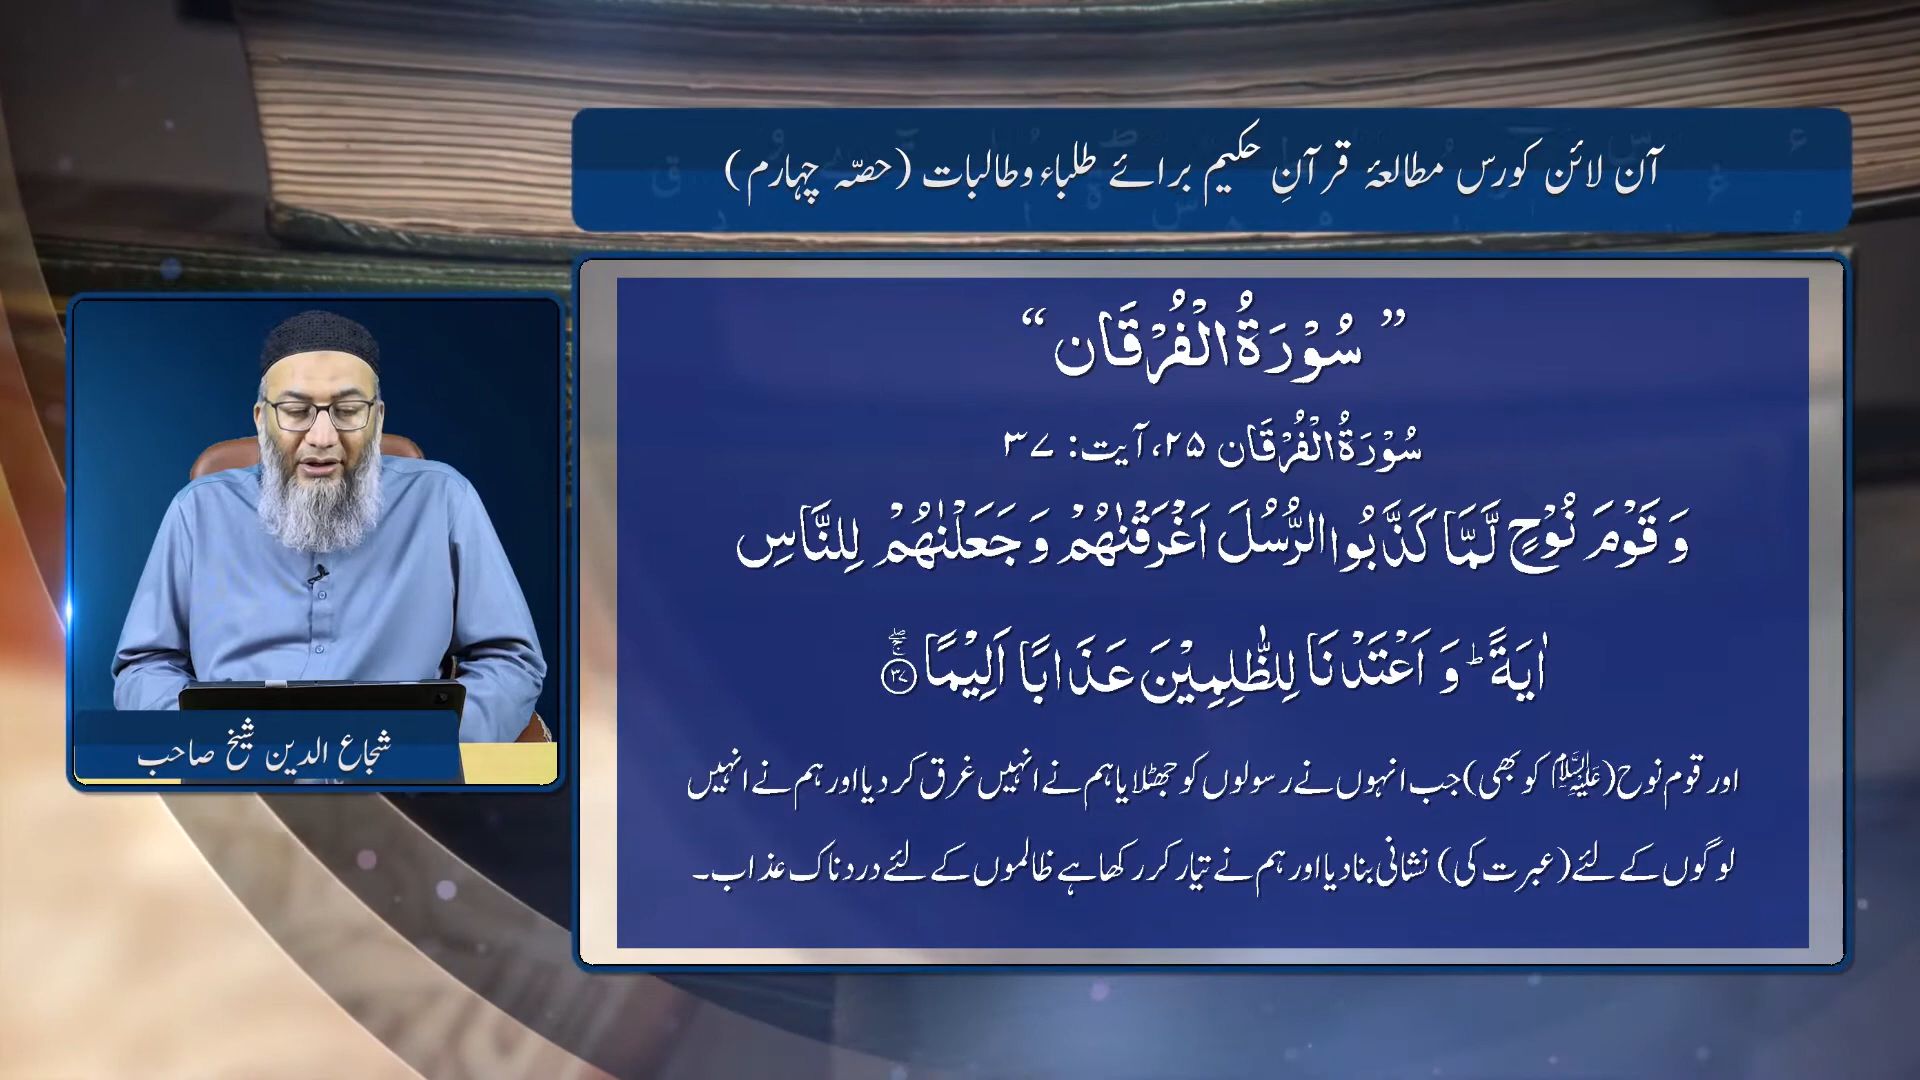 آن لائن کورس مطالعۂ قرآنِ حکیم برائے طلباء وطالبات (حصّہ چہارم)
”سُوْرَةُ الْفُرْقَان“
سُوْرَةُ الْفُرْقَان ۲۵، آیت: ۳۷
وَ قَوْمَ نُوْحٍ لَّمَّا كَذَّبُوا الرُّسُلَ اَغْرَقْنٰهُمْ وَ جَعَلْنٰهُمْ لِلنَّاسِ
اٰيَةً ؕ وَ اَعْتَدْنَا لِلظّٰلِمِيْنَ عَذَابًا اَلِيْمًا ۚۖ ۳۷
اور قوم نوح (علیہ السلام کو بھی) جب انہوں نے رسولوں کو جھٹلایا ہم نے انہیں غرق کر دیا اور ہم نے انہیں
لوگوں کے لئے (عبرت کی) نشانی بنا دیا اور ہم نے تیار کر رکھا ہے ظالموں کے لئے دردناک عذاب۔
شجاع الدین شیخ صاحب